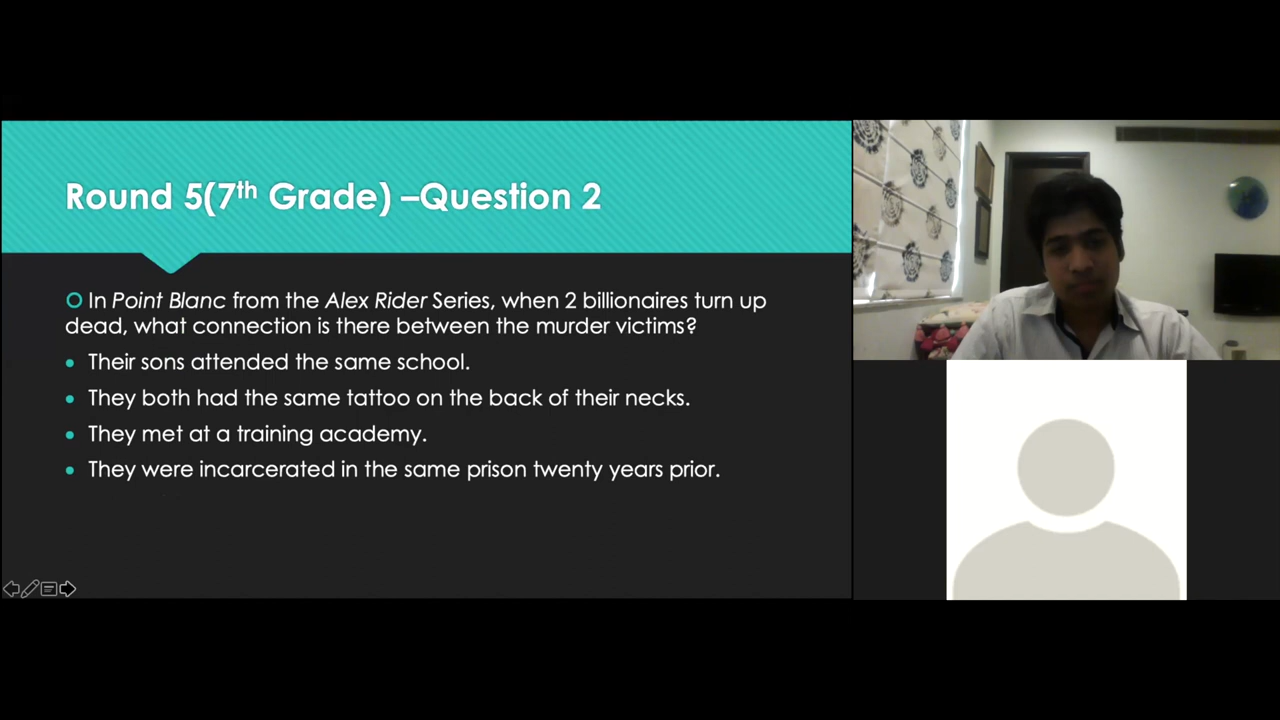 Round 5(7th Grade) –Question 2
In Point Blanc from the Alex Rider Series, when 2 billionaires turn up
dead, what connection is there between the murder victims?
Their sons attended the same school.
They both had the same tattoo on the back of their necks.
They met at a training academy.
They were incarcerated in the same prison twenty years prior.